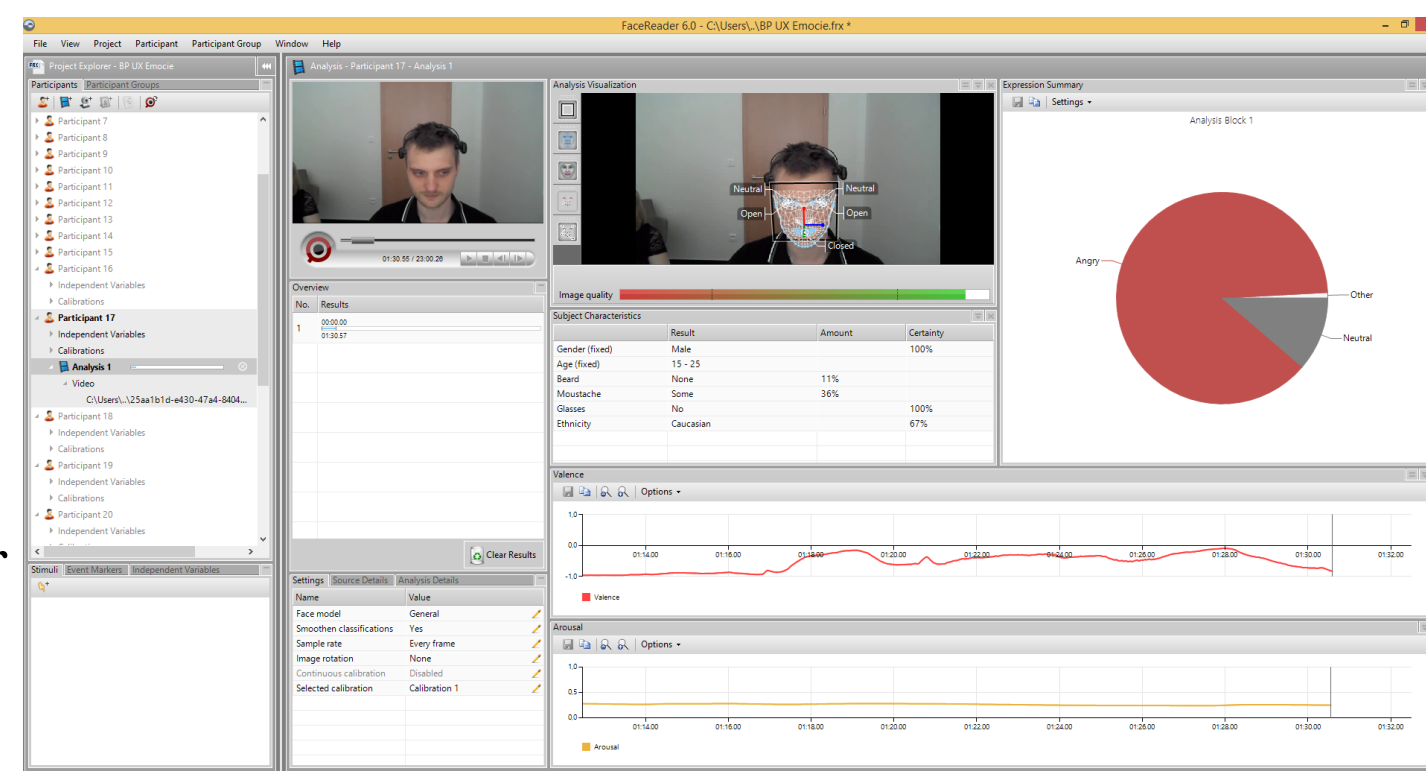 FaceReader 6.0 - C:\Users\..\BP UX Emocie.frx *
File View Project Participant Participant Group Window Help
Project Explorer - BP UX Emocie
Participants Participant Groups
Participant 7
Participant 8
Participant 9
Participant 10
Participant 11
Participant 12
Participant 13
Participant 14
Participant 15
Participant 16
Independent Variables
Calibrations
Participant 17
Independent Variables
Calibrations
Analysis 1
Video
C:\Users\..\25aa1b1d-e430-47a4-8404...
Participant 18
Independent Variables
Calibrations
Participant 19
Independent Variables
Calibrations
Participant 20
Independent Variables
Stimuli Event Markers Independent Variables
Analysis - Participant 17 - Analysis 1
01:30.55 / 23:00.26
Overview
No. Results
1 00:00.00
01:30.57
Clear Results
Settings Source Details Analysis Details
Name Value
Face model General
Smoothen classifications Yes
Sample rate Every frame
Image rotation None
Continuous calibration Disabled
Selected calibration Calibration 1
Analysis Visualization
Neutral Neutral
Open Open
Closed
Image quality
Subject Characteristics
Result Amount Certainty
Gender (fixed) Male 100%
Age (fixed) 15 - 25
Beard None 11%
Moustache Some 36%
Glasses No 100%
Ethnicity Caucasian 67%
Expression Summary
Settings
Analysis Block 1
Angry
Other
Neutral
Valence
Options
1.0
0.0
-1.0
01:14.00 01:16.00 01:18.00 01:20.00 01:22.00 01:24.00 01:26.00 01:28.00 01:30.00 01:32.00
Valence
Arousal
Options
1.0
0.5
0.0
01:14.00 01:16.00 01:18.00 01:20.00 01:22.00 01:24.00 01:26.00 01:28.00 01:30.00 01:32.00
Arousal